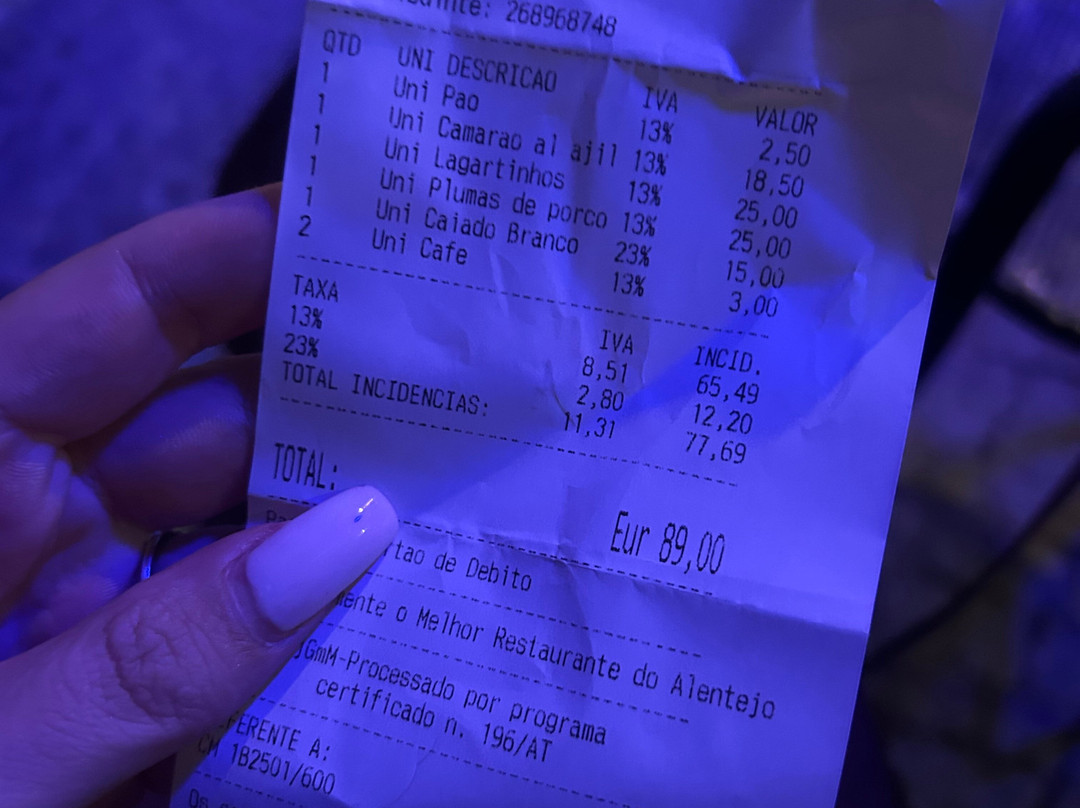 268968748
QTD UNI DESCRICAO IVA VALOR
1 Uni Pao 13% 2,50
1 Uni Camarao al ajil 13% 18,50
1 Uni Lagartinhos 13% 25,00
1 Uni Plumas de porco 13% 25,00
1 Uni Caiado Branco 23% 15,00
2 Uni Cafe 13% 3,00
TAXA IVA INCID.
13% 8,51 65,49
23% 2,80 12,20
TOTAL INCIDENCIAS: 11,31 77,69
TOTAL: Eur 89,00
de Debito
o Melhor Restaurante do Alentejo
GmM-Processado por programa
certificado n. 196/AT
A:
CM 1B2501/600